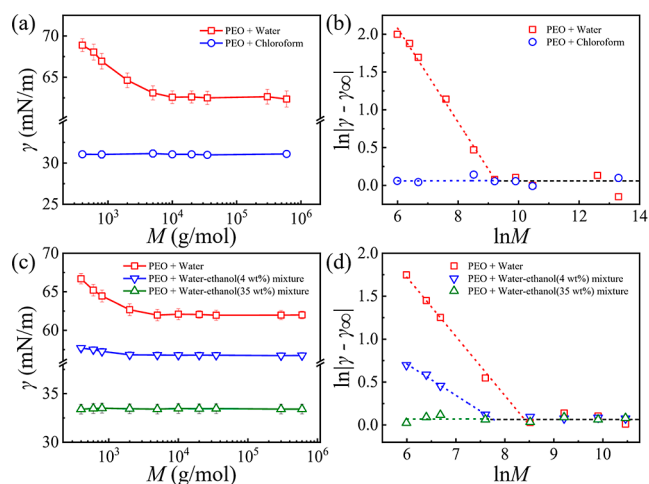 (a)
PEO + Water
PEO + Chloroform
γ (mN/m)
70
65
30
25
10³
10⁴
10⁵
10⁶
M (g/mol)
(b)
PEO + Water
PEO + Chloroform
ln|γ - γ∞|
2.0
1.5
1.0
0.5
0.0
6
8
10
12
14
lnM
(c)
PEO + Water
PEO + Water-ethanol(4 wt%) mixture
PEO + Water-ethanol(35 wt%) mixture
γ (mN/m)
70
65
60
35
30
10³
10⁴
10⁵
10⁶
M (g/mol)
(d)
PEO + Water
PEO + Water-ethanol(4 wt%) mixture
PEO + Water-ethanol(35 wt%) mixture
ln|γ - γ∞|
2.0
1.5
1.0
0.5
0.0
6
7
8
9
10
lnM